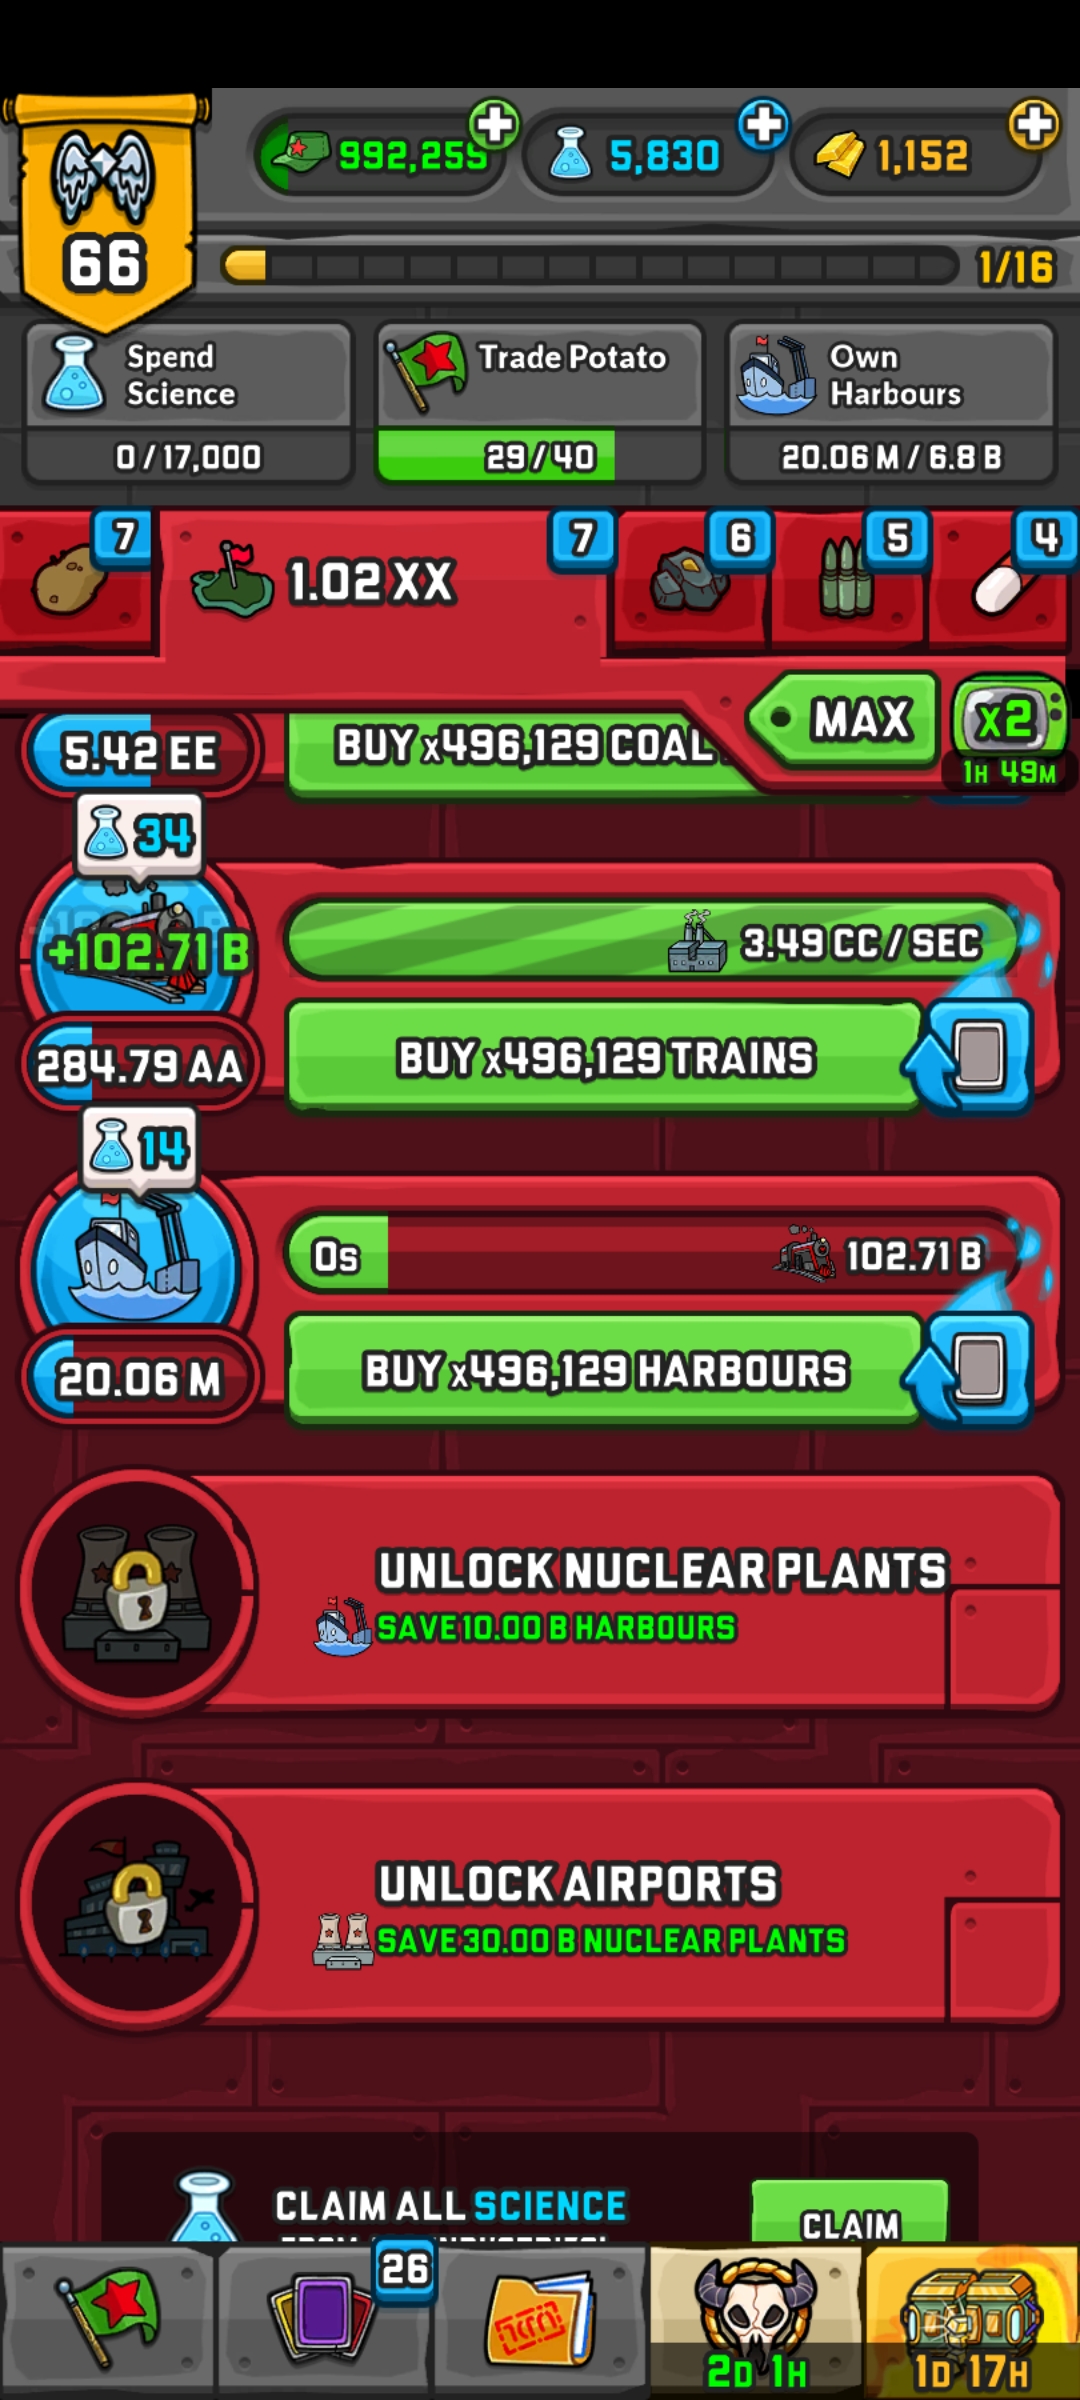 992,255
5,830
1,152
66
1/16
Spend
Science
0 / 17,000
Trade Potato
29 / 40
Own
Harbours
20.06 M / 6.8 B
7
1.02 XX
7
6
5
4
MAX
x2
1H 49M
5.42 EE
BUY x496,129 COAL
34
+102.71 B
3.49 CC / SEC
284.79 AA
BUY x496,129 TRAINS
14
0s
102.71 B
20.06 M
BUY x496,129 HARBOURS
UNLOCK NUCLEAR PLANTS
SAVE 10.00 B HARBOURS
UNLOCK AIRPORTS
SAVE 30.00 B NUCLEAR PLANTS
CLAIM ALL SCIENCE
CLAIM
26
2D 1H
1D 17H